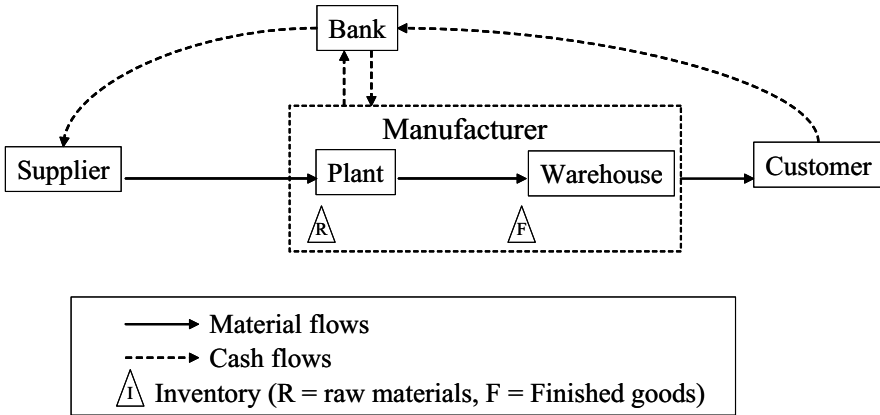 Bank
Manufacturer
Supplier
Plant
Warehouse
Customer
R
F
Material flows
Cash flows
I Inventory (R = raw materials, F = Finished goods)